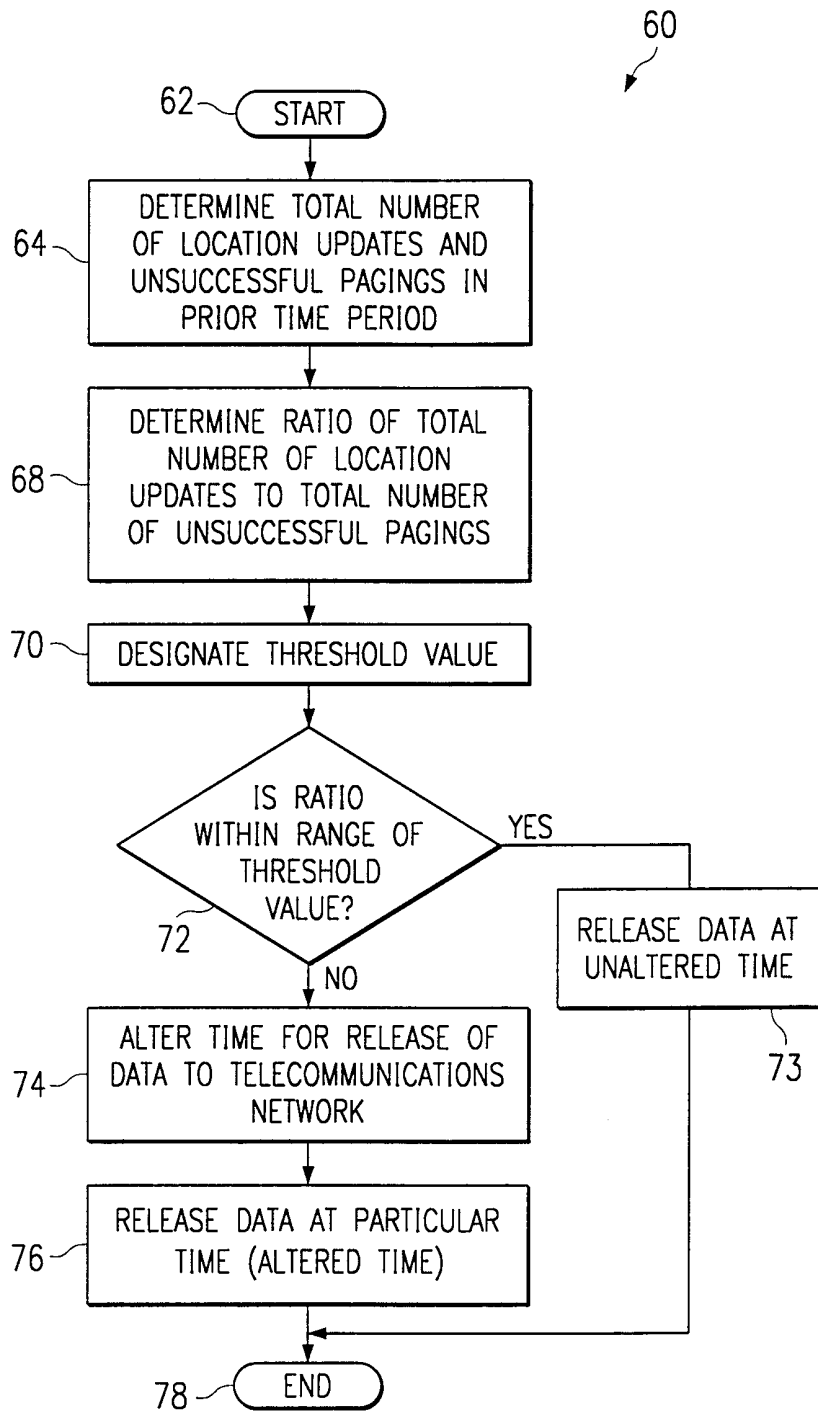 60
62
START
64
DETERMINE TOTAL NUMBER
OF LOCATION UPDATES AND
UNSUCCESSFUL PAGINGS IN
PRIOR TIME PERIOD
68
DETERMINE RATIO OF TOTAL
NUMBER OF LOCATION
UPDATES TO TOTAL NUMBER
OF UNSUCCESSFUL PAGINGS
70
DESIGNATE THRESHOLD VALUE
IS RATIO
WITHIN RANGE OF
THRESHOLD
VALUE?
72
YES
RELEASE DATA AT
UNALTERED TIME
73
NO
74
ALTER TIME FOR RELEASE OF
DATA TO TELECOMMUNICATIONS
NETWORK
76
RELEASE DATA AT PARTICULAR
TIME (ALTERED TIME)
78
END